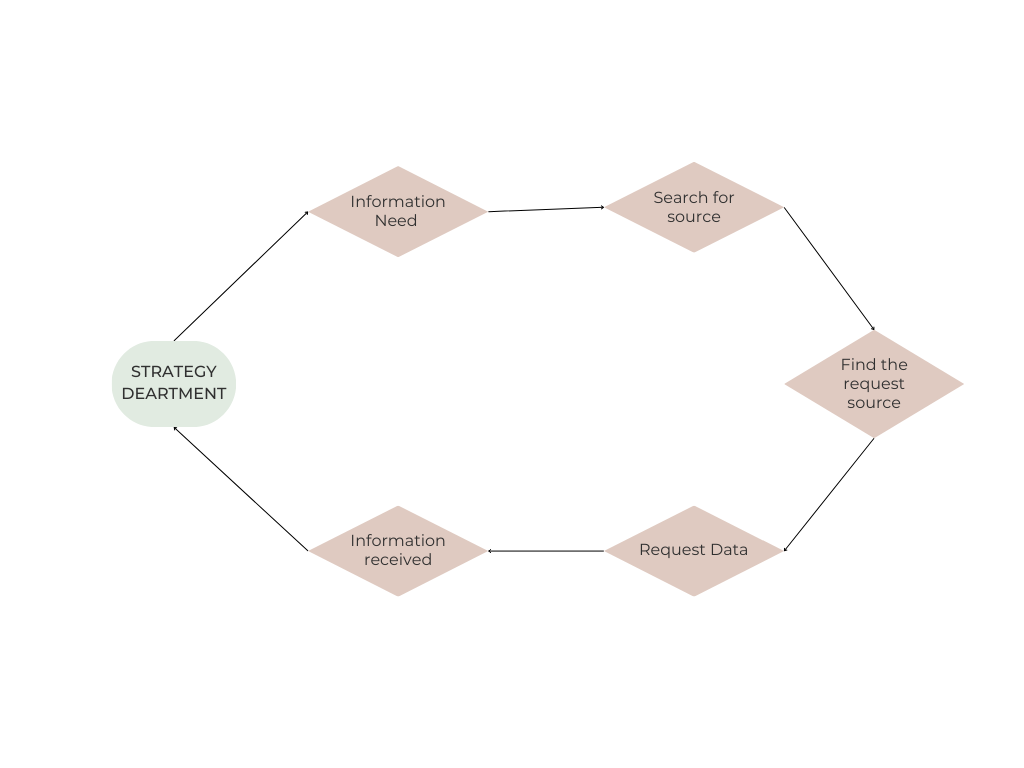 Information
Need
Search for
source
Find the
request
source
Request Data
Information
received
STRATEGY
DEARTMENT